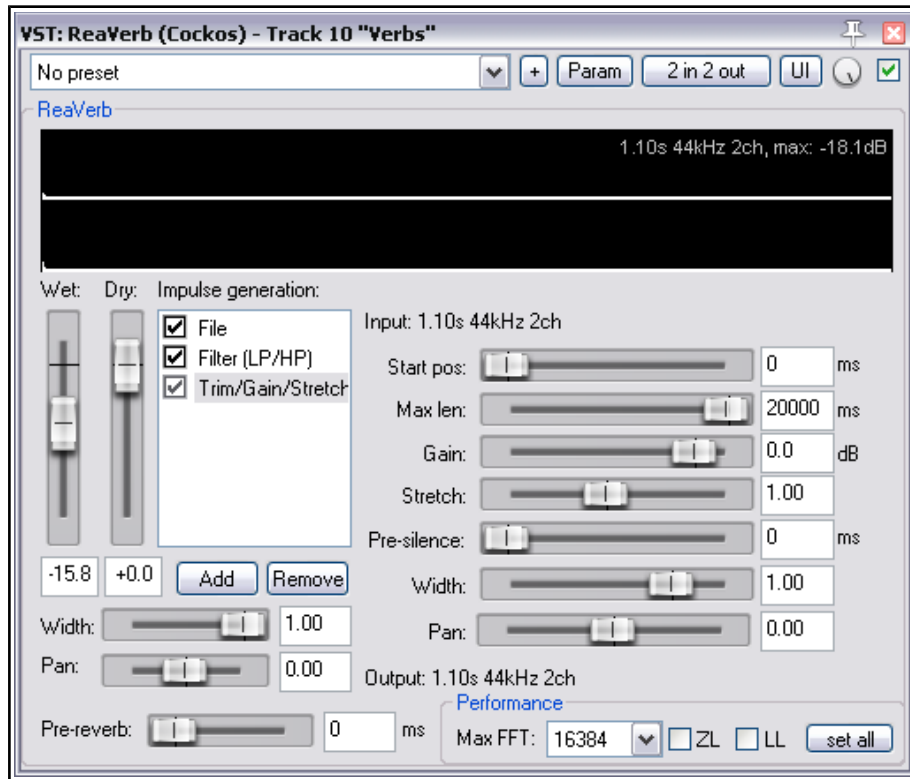 VST: ReaVerb (Cockos) - Track 10 "Verbs"
No preset
+
Param
2 in 2 out
UI
ReaVerb
1.10s 44kHz 2ch, max: -18.1dB
Wet:
Dry:
Impulse generation:
File
Filter (LP/HP)
Trim/Gain/Stretch
Input: 1.10s 44kHz 2ch
Start pos:
0
ms
Max len:
20000
ms
Gain:
0.0
dB
Stretch:
1.00
Pre-silence:
0
ms
Width:
1.00
Pan:
0.00
-15.8
+0.0
Add
Remove
Width:
1.00
Pan:
0.00
Output: 1.10s 44kHz 2ch
Pre-reverb:
0
ms
Performance
Max FFT:
16384
ZL
LL
set all